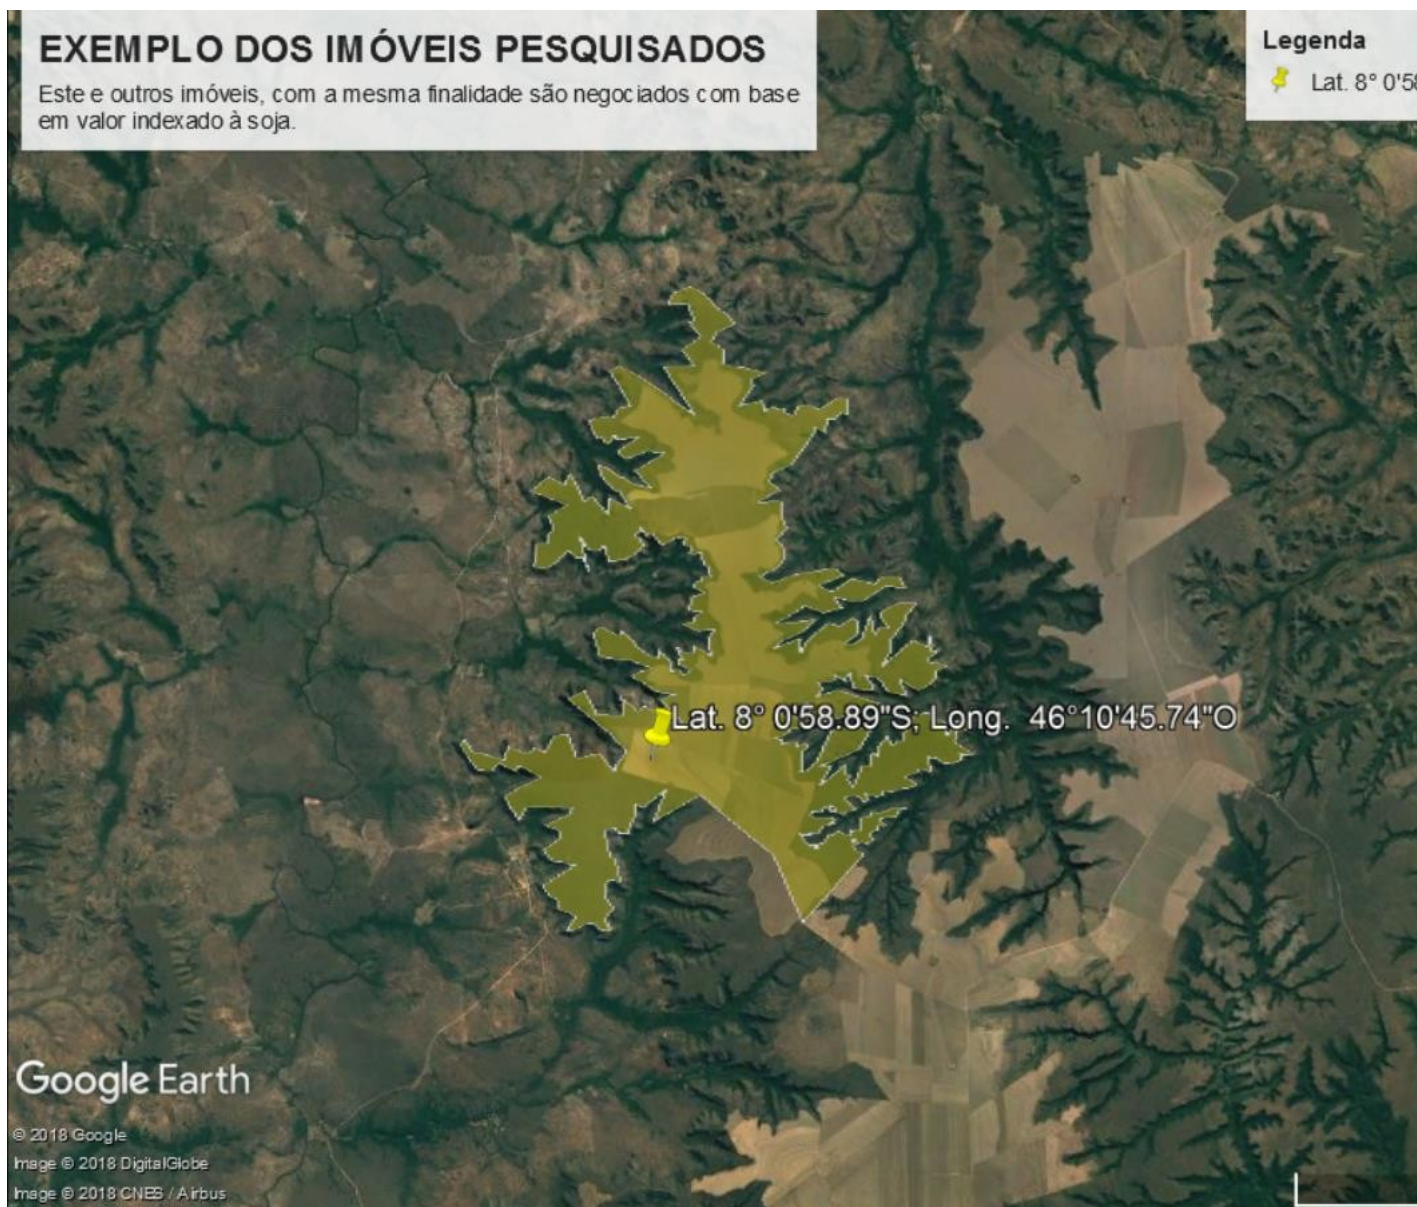 EXEMPLO DOS IMÓVEIS PESQUISADOS
Este e outros imóveis, com a mesma finalidade são negociados com base
em valor indexado à soja.
Legenda
Lat. 8° 0'58
Lat. 8° 0'58.89"S; Long. 46°10'45.74"O
Google Earth
© 2018 Google
Image © 2018 DigitalGlobe
Image © 2018 CNES / Airbus